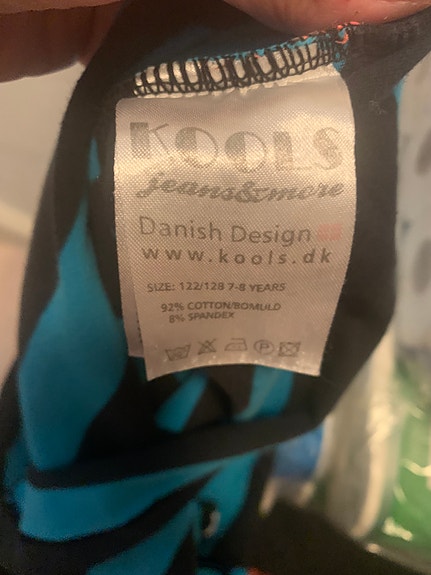 KOOLS
jeans&more
Danish Design
www.kools.dk
SIZE: 122/128 7-8 YEARS
92% COTTON/BOMULD
8% SPANDEX